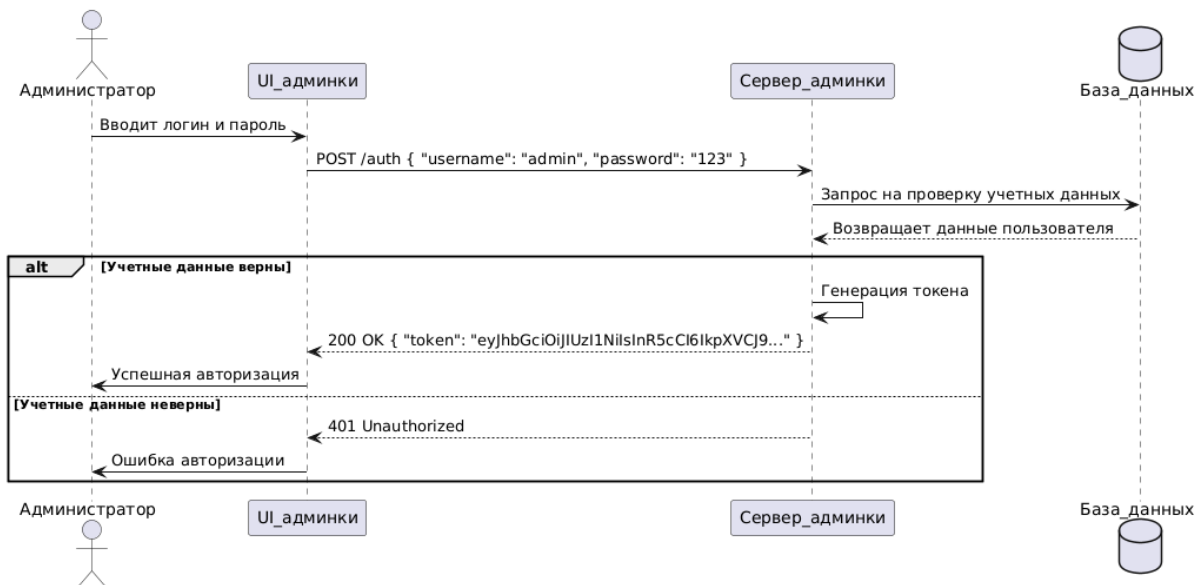 Администратор
UI_админки
Сервер_админки
База_данных
Вводит логин и пароль
POST /auth { "username": "admin", "password": "123" }
Запрос на проверку учетных данных
Возвращает данные пользователя
alt [Учетные данные верны]
Генерация токена
200 OK { "token": "eyJhbGciOiJIUzI1NiIsInR5cCI6IkpXVCJ9..." }
Успешная авторизация
[Учетные данные неверны]
401 Unauthorized
Ошибка авторизации
Администратор
UI_админки
Сервер_админки
База_данных